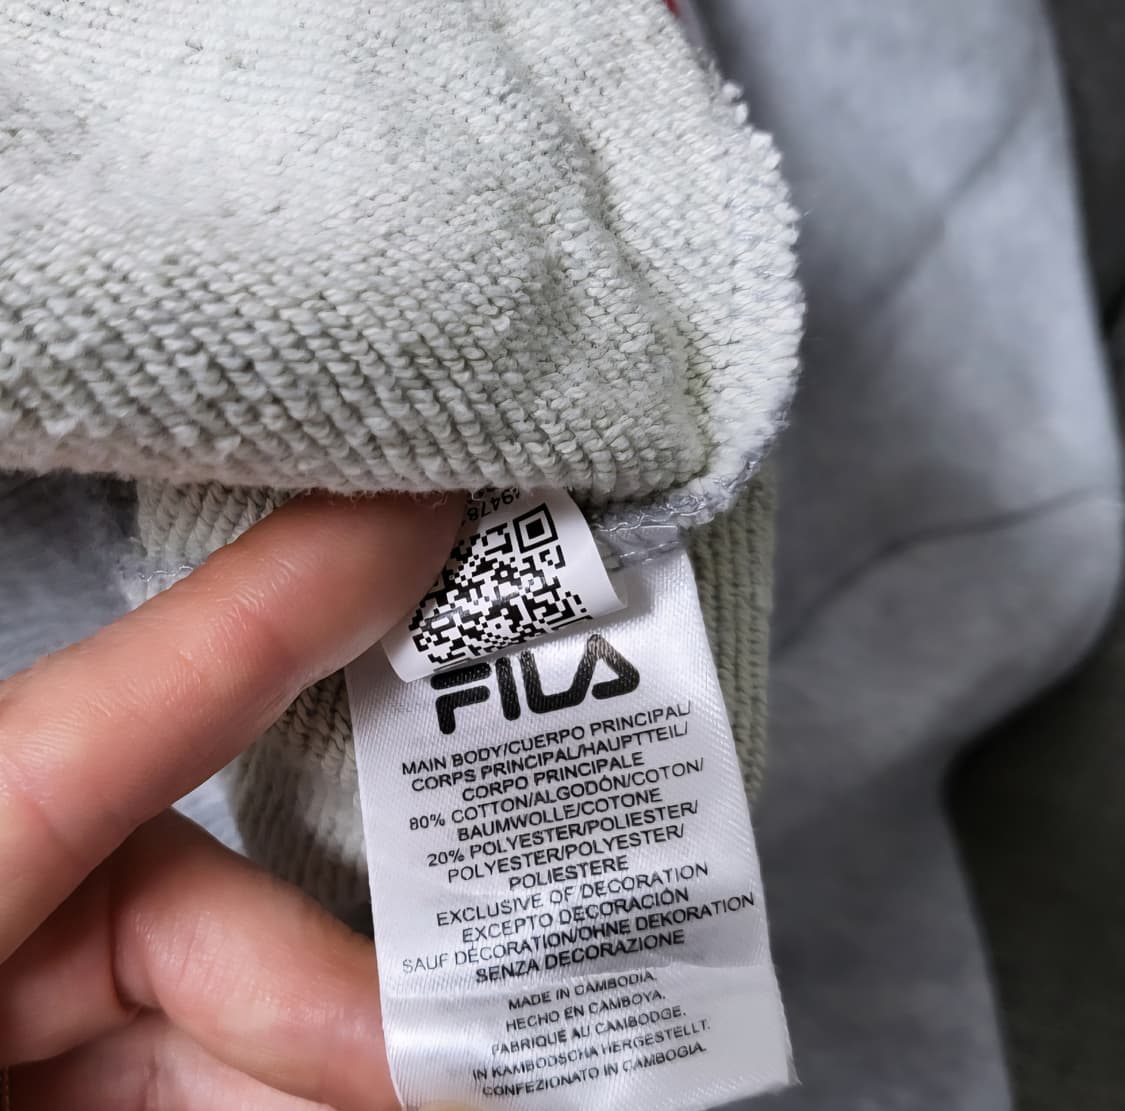 FILA
MAIN BODY/CUERPO PRINCIPAL/
CORPS PRINCIPAL/HAUPTTEIL/
CORPO PRINCIPALE
80% COTTON/ALGODÓN/COTON/
BAUMWOLLE/COTONE
20% POLYESTER/POLIESTER/
POLYESTER/POLYESTER/
POLIESTERE
EXCLUSIVE OF DECORATION
EXCEPTO DECORACIÓN
SAUF DÉCORATION/OHNE DEKORATION
SENZA DECORAZIONE
MADE IN CAMBODIA.
HECHO EN CAMBOYA.
FABRIQUE AU CAMBODGE.
IN KAMBODSCHA HERGESTELLT.
CONFEZIONATO IN CAMBOGIA.